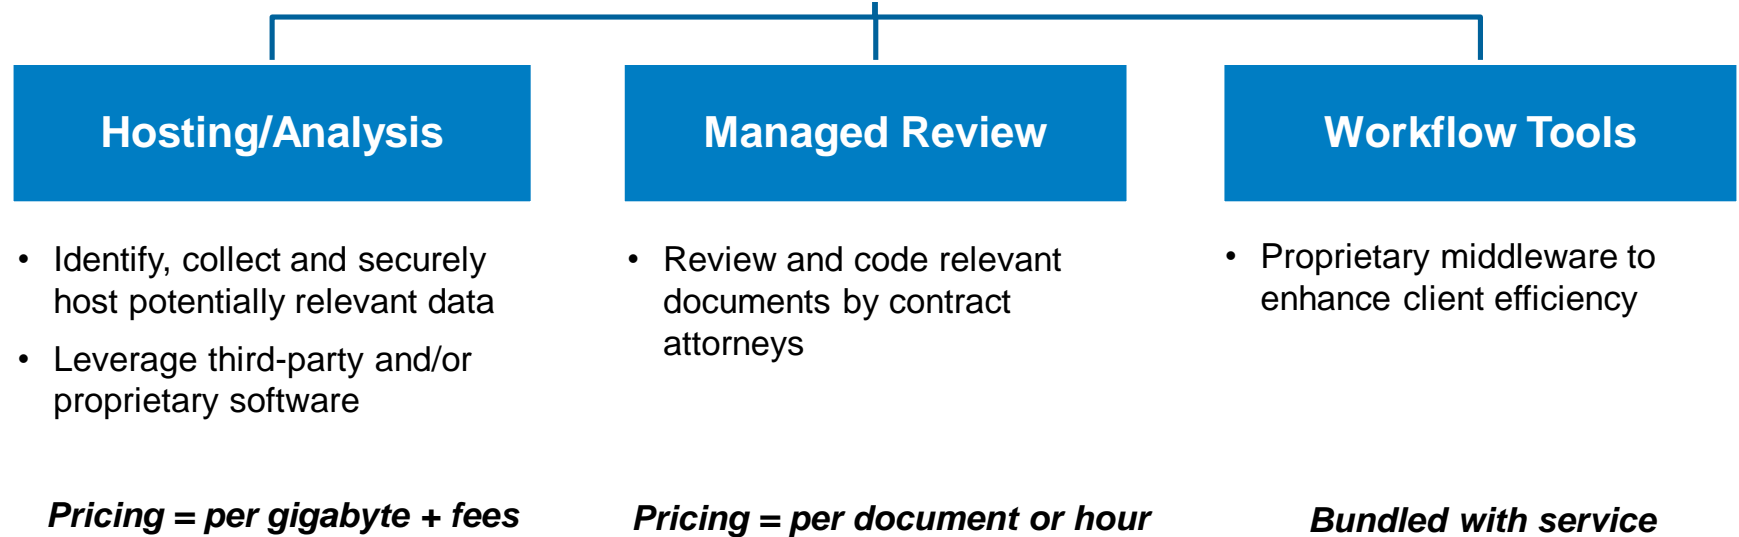 Hosting/Analysis
• Identify, collect and securely
host potentially relevant data
• Leverage third-party and/or
proprietary software
Pricing = per gigabyte + fees
Managed Review
• Review and code relevant
documents by contract
attorneys
Pricing = per document or hour
Workflow Tools
• Proprietary middleware to
enhance client efficiency
Bundled with service